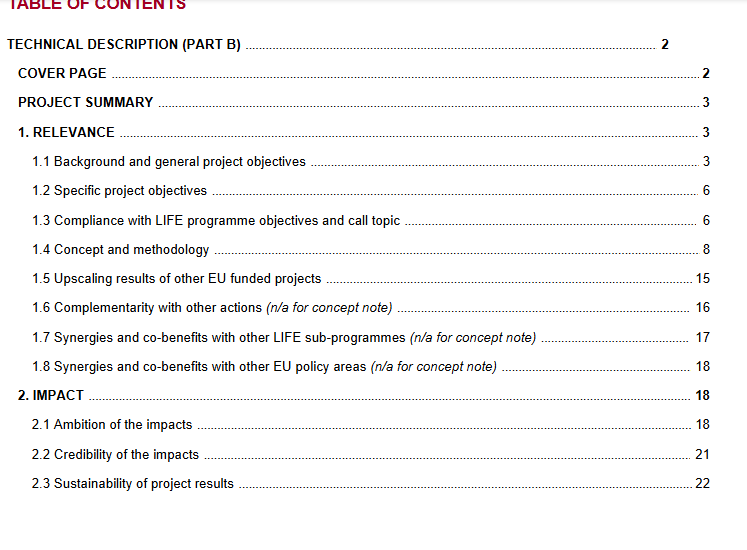 TABLE OF CONTENTS
TECHNICAL DESCRIPTION (PART B) 2
COVER PAGE 2
PROJECT SUMMARY 3
1. RELEVANCE 3
1.1 Background and general project objectives 3
1.2 Specific project objectives 6
1.3 Compliance with LIFE programme objectives and call topic 6
1.4 Concept and methodology 8
1.5 Upscaling results of other EU funded projects 15
1.6 Complementarity with other actions (n/a for concept note) 16
1.7 Synergies and co-benefits with other LIFE sub-programmes (n/a for concept note) 17
1.8 Synergies and co-benefits with other EU policy areas (n/a for concept note) 18
2. IMPACT 18
2.1 Ambition of the impacts 18
2.2 Credibility of the impacts 21
2.3 Sustainability of project results 22